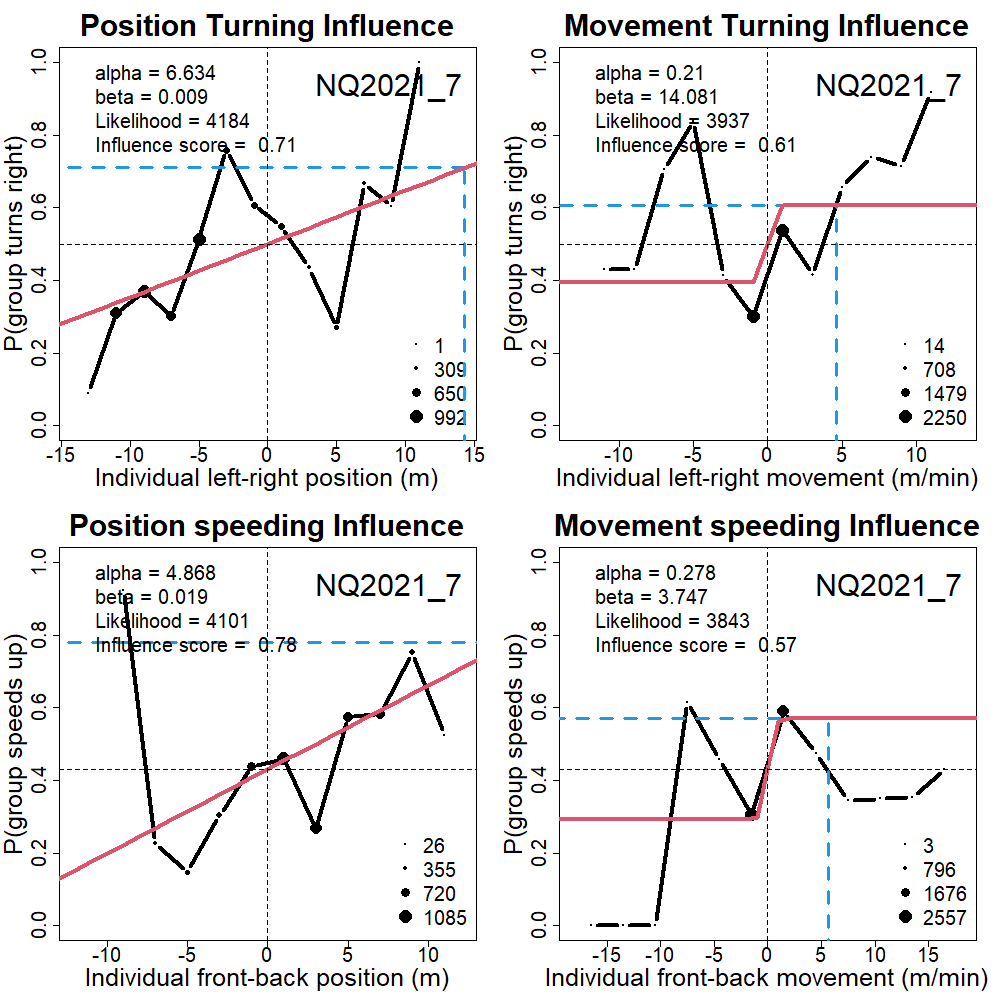 Position Turning Influence
alpha = 6.634
beta = 0.009
Likelihood = 4184
Influence score = 0.71
NQ2021_7
P(group turns right)
0.0 0.2 0.4 0.6 0.8 1.0
1
309
650
992
-15 -10 -5 0 5 10 15
Individual left-right position (m)
Movement Turning Influence
alpha = 0.21
beta = 14.081
Likelihood = 3937
Influence score = 0.61
NQ2021_7
P(group turns right)
0.0 0.2 0.4 0.6 0.8 1.0
14
708
1479
2250
-10 -5 0 5 10
Individual left-right movement (m/min)
Position speeding Influence
alpha = 4.868
beta = 0.019
Likelihood = 4101
Influence score = 0.78
NQ2021_7
P(group speeds up)
0.0 0.2 0.4 0.6 0.8 1.0
26
355
720
1085
-10 -5 0 5 10
Individual front-back position (m)
Movement speeding Influence
alpha = 0.278
beta = 3.747
Likelihood = 3843
Influence score = 0.57
NQ2021_7
P(group speeds up)
0.0 0.2 0.4 0.6 0.8 1.0
3
796
1676
2557
-15 -10 -5 0 5 10 15
Individual front-back movement (m/min)